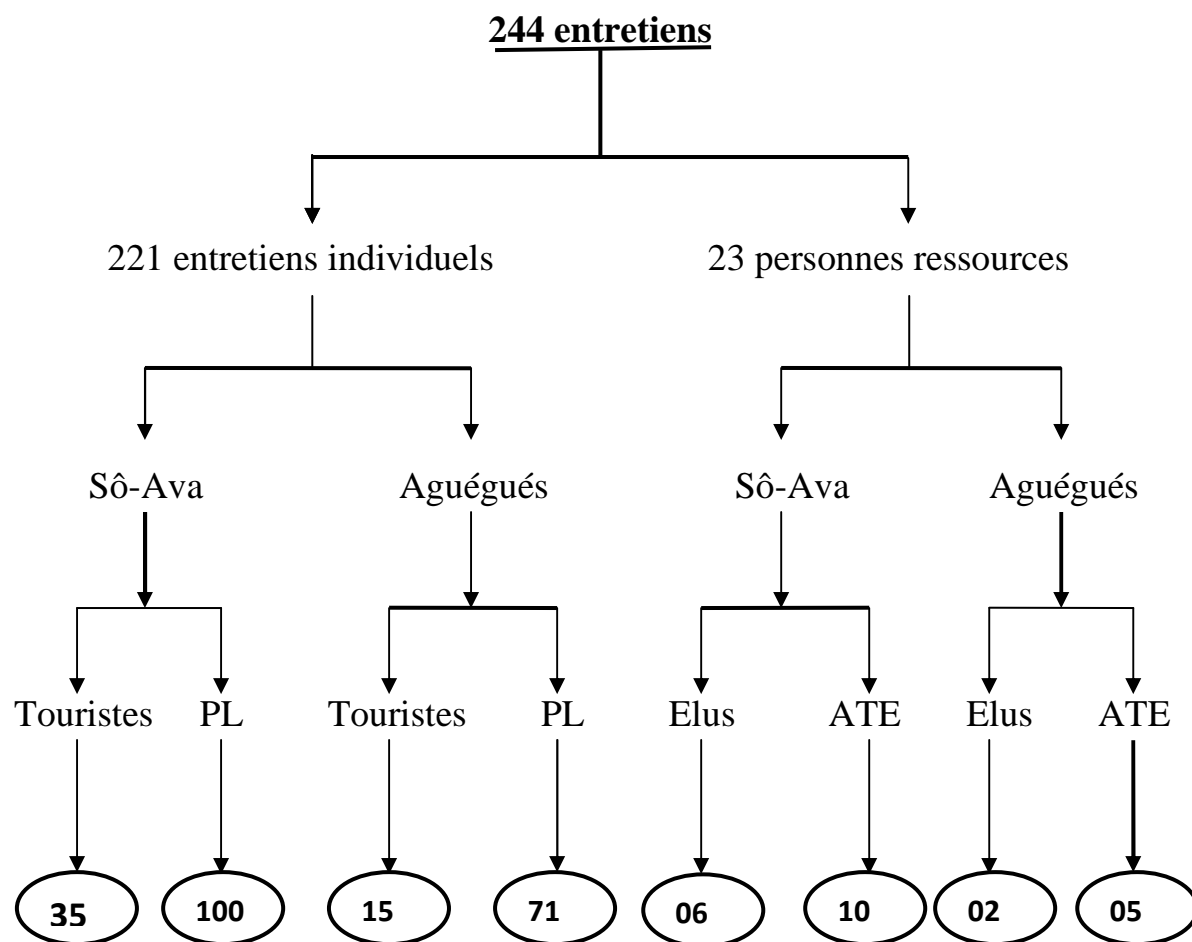 244 entretiens
221 entretiens individuels 23 personnes ressources
Sô-Ava Aguégués Sô-Ava Aguégués
Touristes PL Touristes PL Elus ATE Elus ATE
35 100 15 71 06 10 02 05